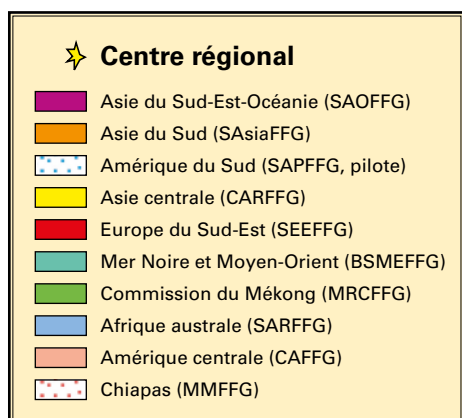 Centre régional
Asie du Sud-Est-Océanie (SAOFFG)
Asie du Sud (SAsiaFFG)
Amérique du Sud (SAPFFG, pilote)
Asie centrale (CARFFG)
Europe du Sud-Est (SEEFFG)
Mer Noire et Moyen-Orient (BSMEFFG)
Commission du Mékong (MRCFFG)
Afrique australe (SARFFG)
Amérique centrale (CAFFG)
Chiapas (MMFFG)